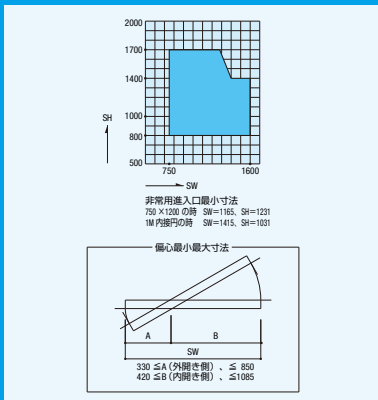 2000
1700
1400
1000
800
500
SH
750
1600
SW
非常用進入口最小寸法
750×1200の時 SW=1165、SH=1231
1M内接円の時 SW=1415、SH=1031
偏心最小最大寸法
A
B
SW
330≦A(外開き側)、≦850
420≦B(内開き側)、≦1085